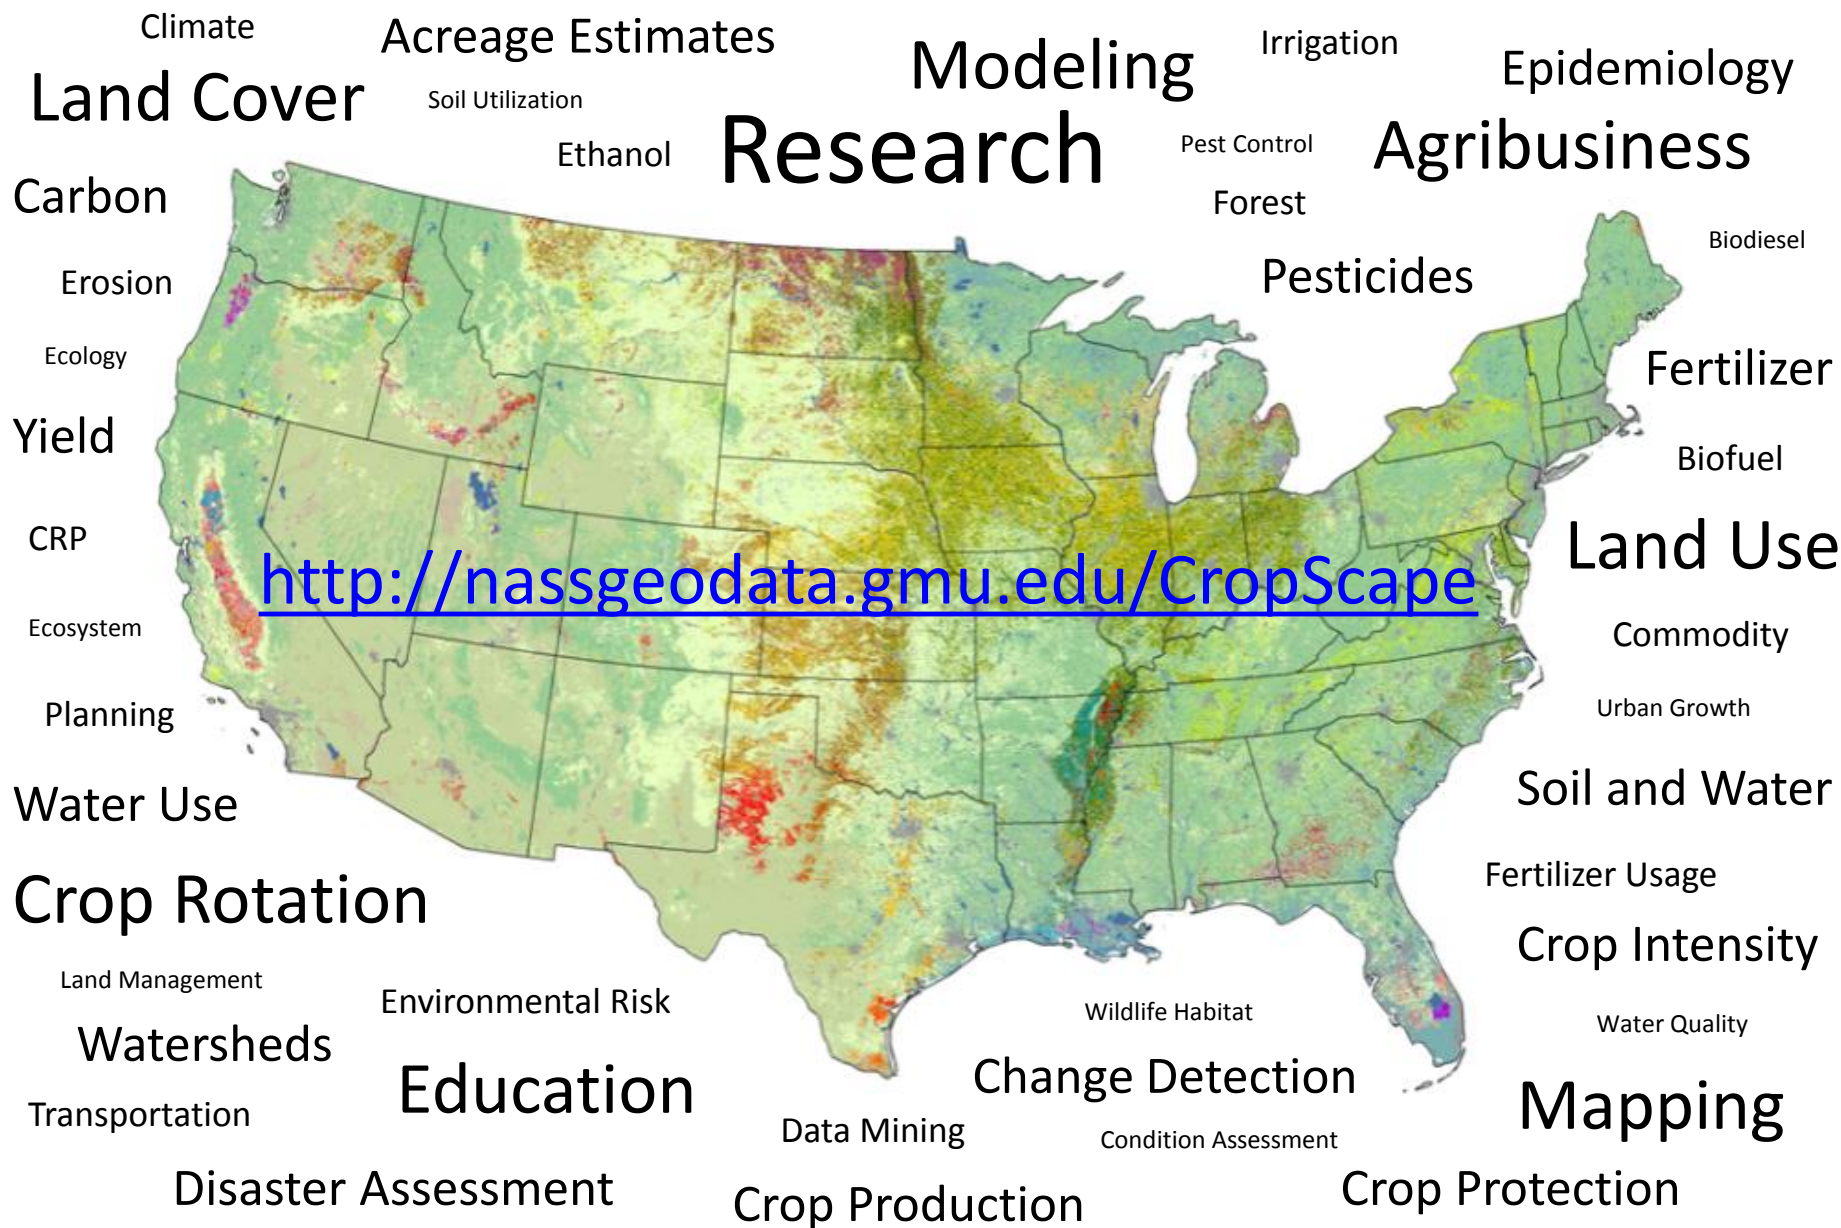 Climate
Acreage Estimates
Modeling
Irrigation
Epidemiology
Land Cover
Soil Utilization
Research
Ethanol
Pest Control
Agribusiness
Carbon
Forest
Biodiesel
Erosion
Pesticides
Ecology
Fertilizer
Yield
Biofuel
CRP
Land Use
http://nassgeodata.gmu.edu/CropScape
Ecosystem
Commodity
Planning
Urban Growth
Water Use
Soil and Water
Crop Rotation
Fertilizer Usage
Crop Intensity
Land Management
Environmental Risk
Wildlife Habitat
Water Quality
Watersheds
Education
Change Detection
Mapping
Transportation
Data Mining
Condition Assessment
Disaster Assessment
Crop Production
Crop Protection